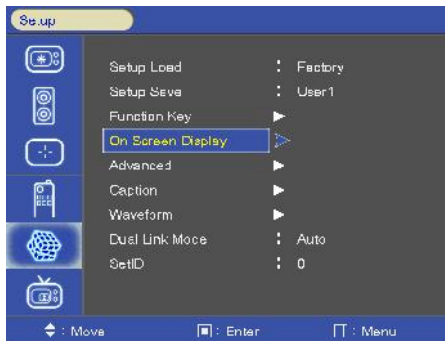 Setup
Setup Load : Factory
Setup Save : User1
Function Key
On Screen Display
Advanced
Caption
Waveform
Dual Link Mode : Auto
SetID : 0
: Move : Enter : Menu